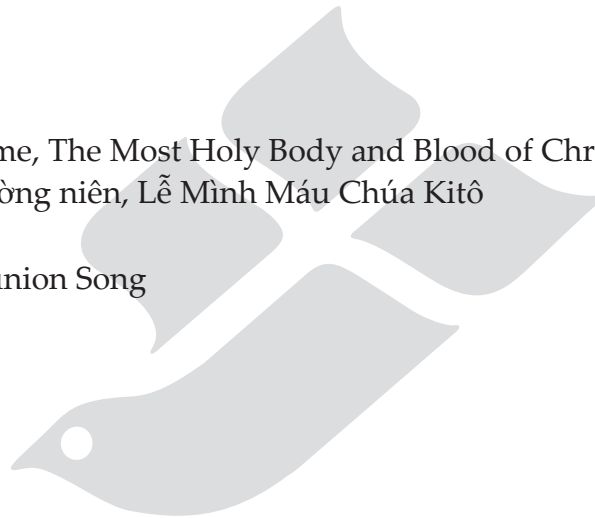 me, The Most Holy Body and Blood of Chr
ờng niên, Lễ Mình Máu Chúa Kitô
union Song